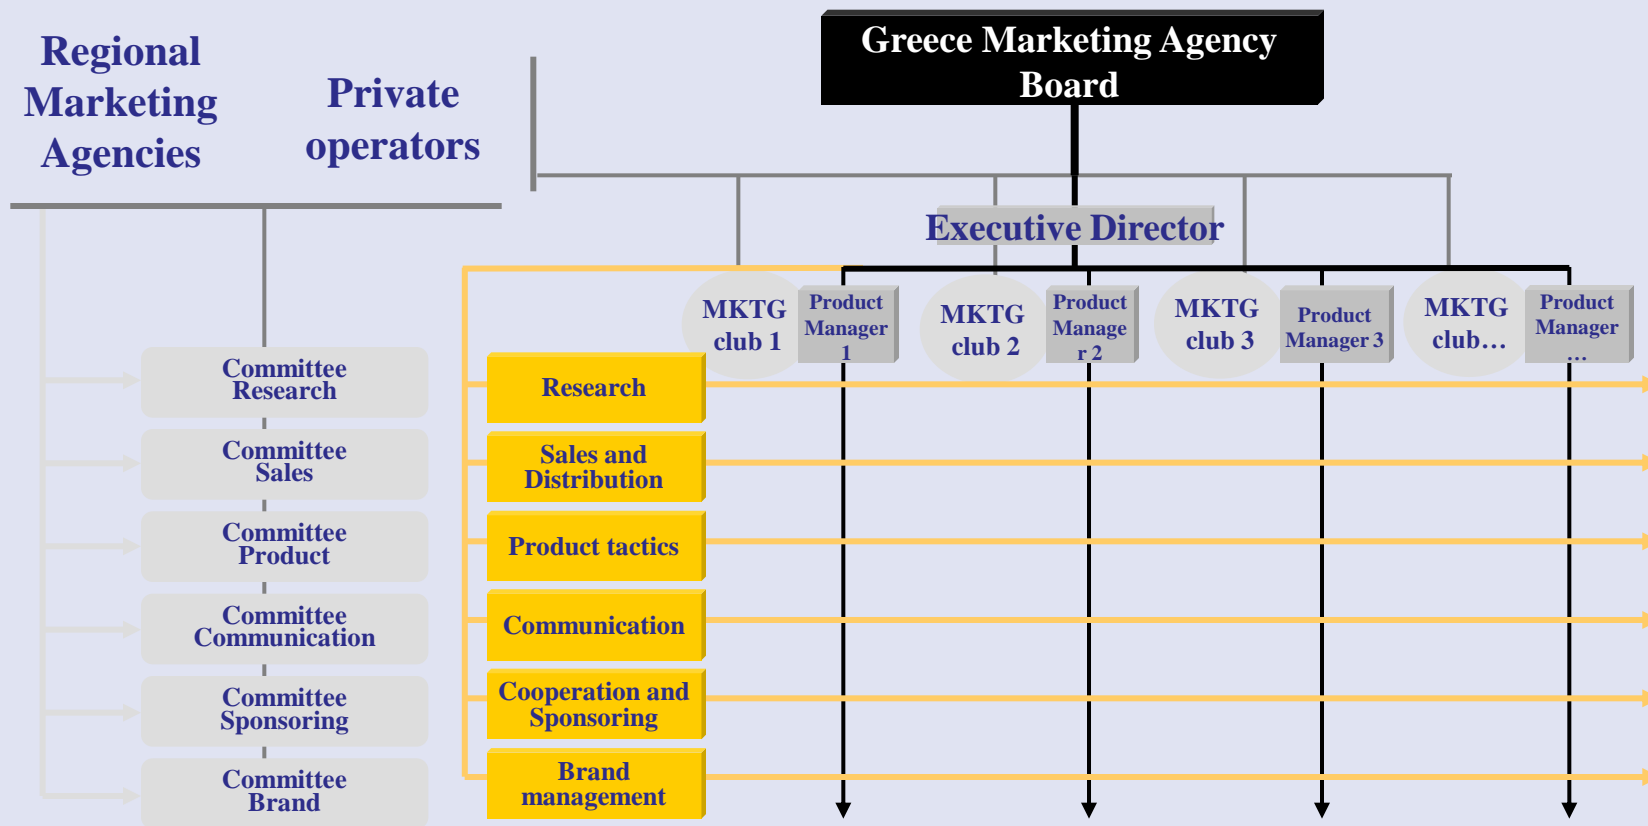 Regional
Marketing
Agencies
Private
operators
Greece Marketing Agency
Board
Executive Director
MKTG
club 1
Product
Manager
1
MKTG
club 2
Product
Manage
r 2
MKTG
club 3
Product
Manager 3
MKTG
club…
Product
Manager
…
Committee
Research
Committee
Sales
Committee
Product
Committee
Communication
Committee
Sponsoring
Committee
Brand
Research
Sales and
Distribution
Product tactics
Communication
Cooperation and
Sponsoring
Brand
management